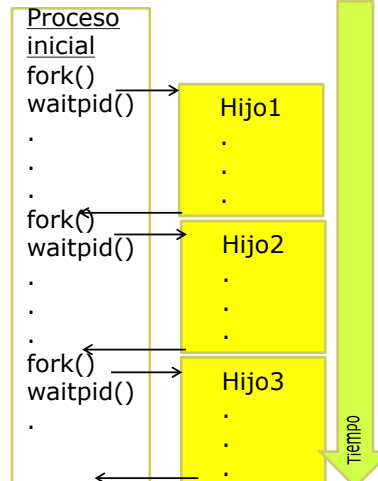 Proceso
inicial
fork()
waitpid()
.
.
.
fork()
waitpid()
.
.
.
fork()
waitpid()
.
Hijo1
.
.
.
Hijo2
.
.
.
Hijo3
.
.
.
Tiempo